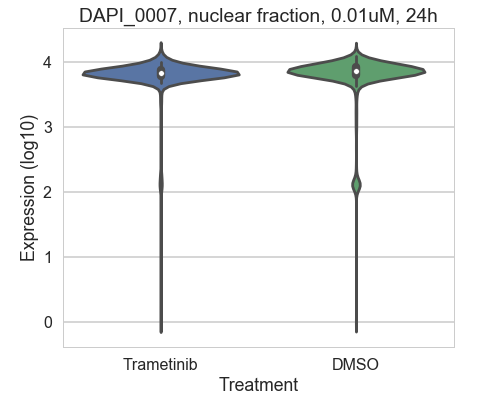 DAPI_0007, nuclear fraction, 0.01uM, 24h
Expression (log10)
4
3
2
1
0
Trametinib DMSO
Treatment